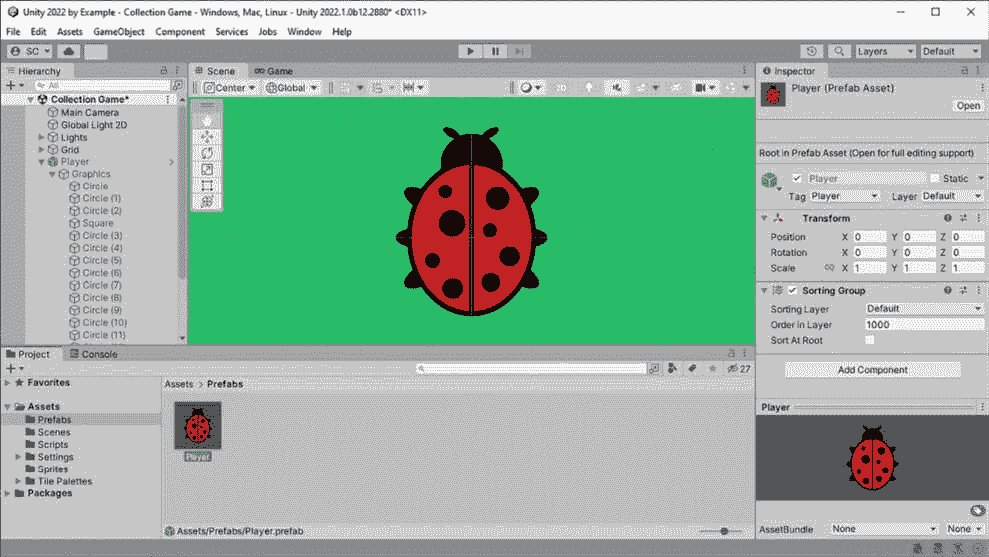 Unity 2022 by Example - Collection Game - Windows, Mac, Linux - Unity 2022.1.0b12.2880* <DX11>
File Edit Assets GameObject Component Services Jobs Window Help
SC Layers Default
Hierarchy
All
Collection Game*
Main Camera
Global Light 2D
Lights
Grid
Player
Graphics
Circle
Circle (1)
Circle (2)
Square
Circle (3)
Circle (4)
Circle (5)
Circle (6)
Circle (7)
Circle (8)
Circle (9)
Circle (10)
Circle (11)
Scene Game
Center Global 2D
Inspector
Player (Prefab Asset)
Open
Root in Prefab Asset (Open for full editing support)
Player Static
Tag Player Layer Default
Transform
Position X 0 Y 0 Z 0
Rotation X 0 Y 0 Z 0
Scale X 1 Y 1 Z 1
Sorting Group
Sorting Layer Default
Order in Layer 1000
Sort At Root
Add Component
Player
AssetBundle None None
Project Console
27
Favorites
Assets
Prefabs
Scenes
Scripts
Settings
Sprites
Tile Palettes
Packages
Assets > Prefabs
Player
Assets/Prefabs/Player.prefab